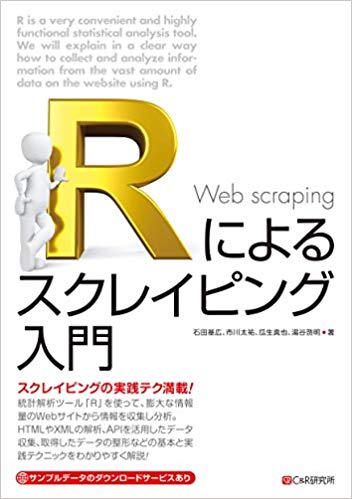 R is a very convenient and highly
functional statistical analysis tool.
We will explain in a clear way
how to collect and analyze infor-
mation from the vast amount of
data on the website using R.
R
Web scraping
による
スクレイピング
入門
石田基広、市川太祐、瓜生真也、湯谷啓明・著
スクレイピングの実践テク満載！
統計解析ツール「R」を使って、膨大な情報
量のWebサイトから情報を収集し分析。
HTMLやXMLの解析、APIを活用したデータ
収集、取得したデータの整形などの基本と実
践テクニックをわかりやすく解説！
サンプルデータのダウンロードサービスあり
C&R研究所